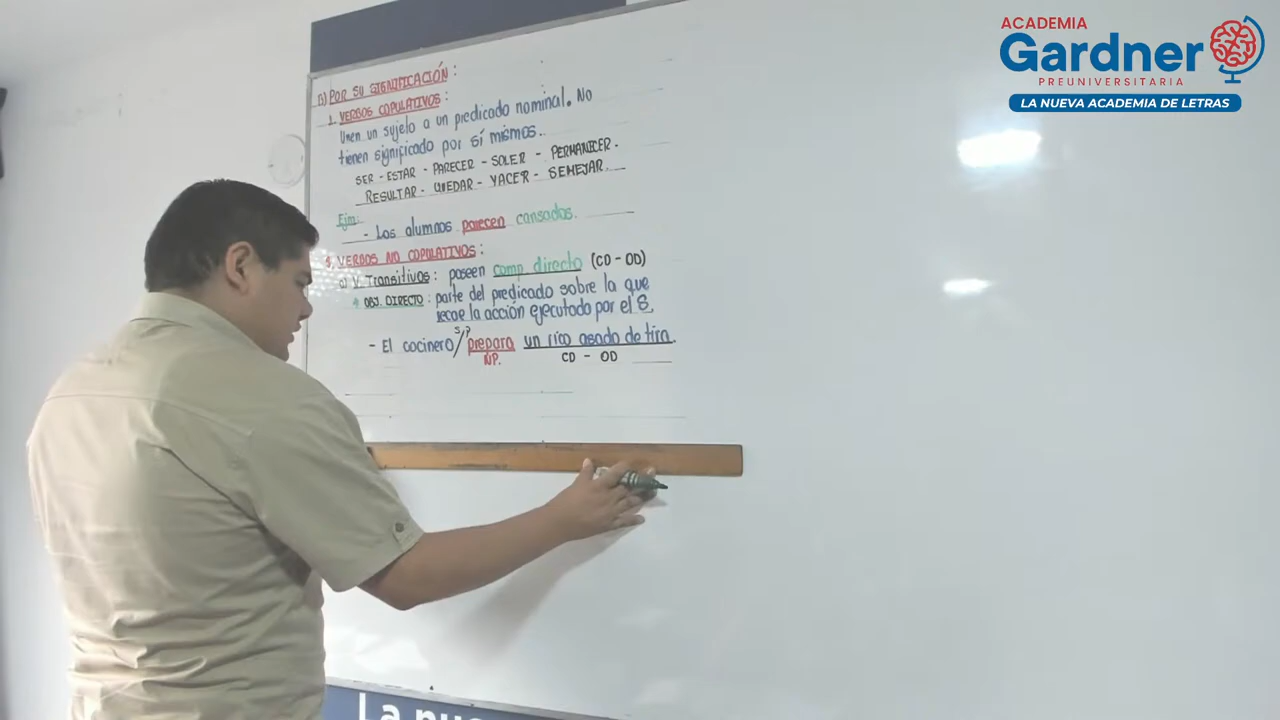 ACADEMIA
Gardner
PREUNIVERSITARIA
LA NUEVA ACADEMIA DE LETRAS
B) POR SU SIGNIFICACIÓN :
1. VERBOS COPULATIVOS :
Unen un sujeto a un predicado nominal. No
tienen significado por sí mismos.
SER - ESTAR - PARECER - SOLER - PERMANECER.
RESULTAR - QUEDAR - YACER - SEMEJAR.
Ejm:
- Los alumnos parecen cansados.
VERBOS NO COPULATIVOS :
a) V. Transitivos : poseen comp. directo (CD - OD)
OBJ. DIRECTO : parte del predicado sobre la que
recae la acción ejecutado por el S.
S/P
- El cocinero / prepara un rico asado de tira.
N.P. CD - OD
La nue